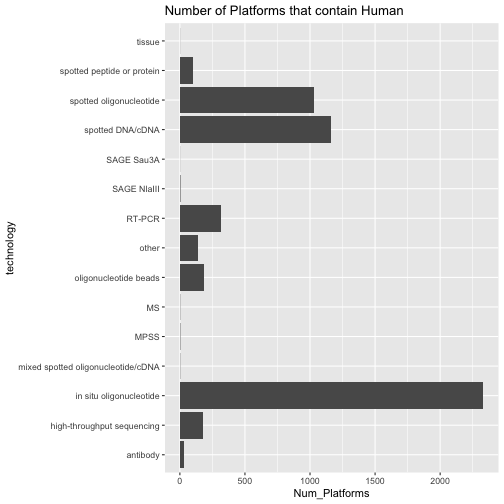 Number of Platforms that contain Human
technology
tissue
spotted peptide or protein
spotted oligonucleotide
spotted DNA/cDNA
SAGE Sau3A
SAGE NlaIII
RT-PCR
other
oligonucleotide beads
MS
MPSS
mixed spotted oligonucleotide/cDNA
in situ oligonucleotide
high-throughput sequencing
antibody
0 500 1000 1500 2000
Num_Platforms